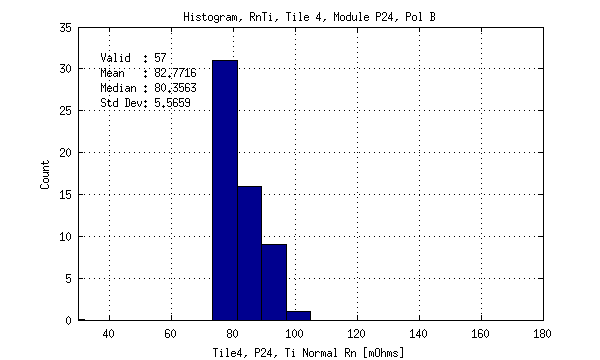 Histogram, RnTi, Tile 4, Module P24, Pol B
35
30
25
20
15
10
5
0
Count
Valid : 57
Mean : 82.7716
Median : 80.3563
Std Dev: 5.5659
40 60 80 100 120 140 160 180
Tile4, P24, Ti Normal Rn [mOhms]